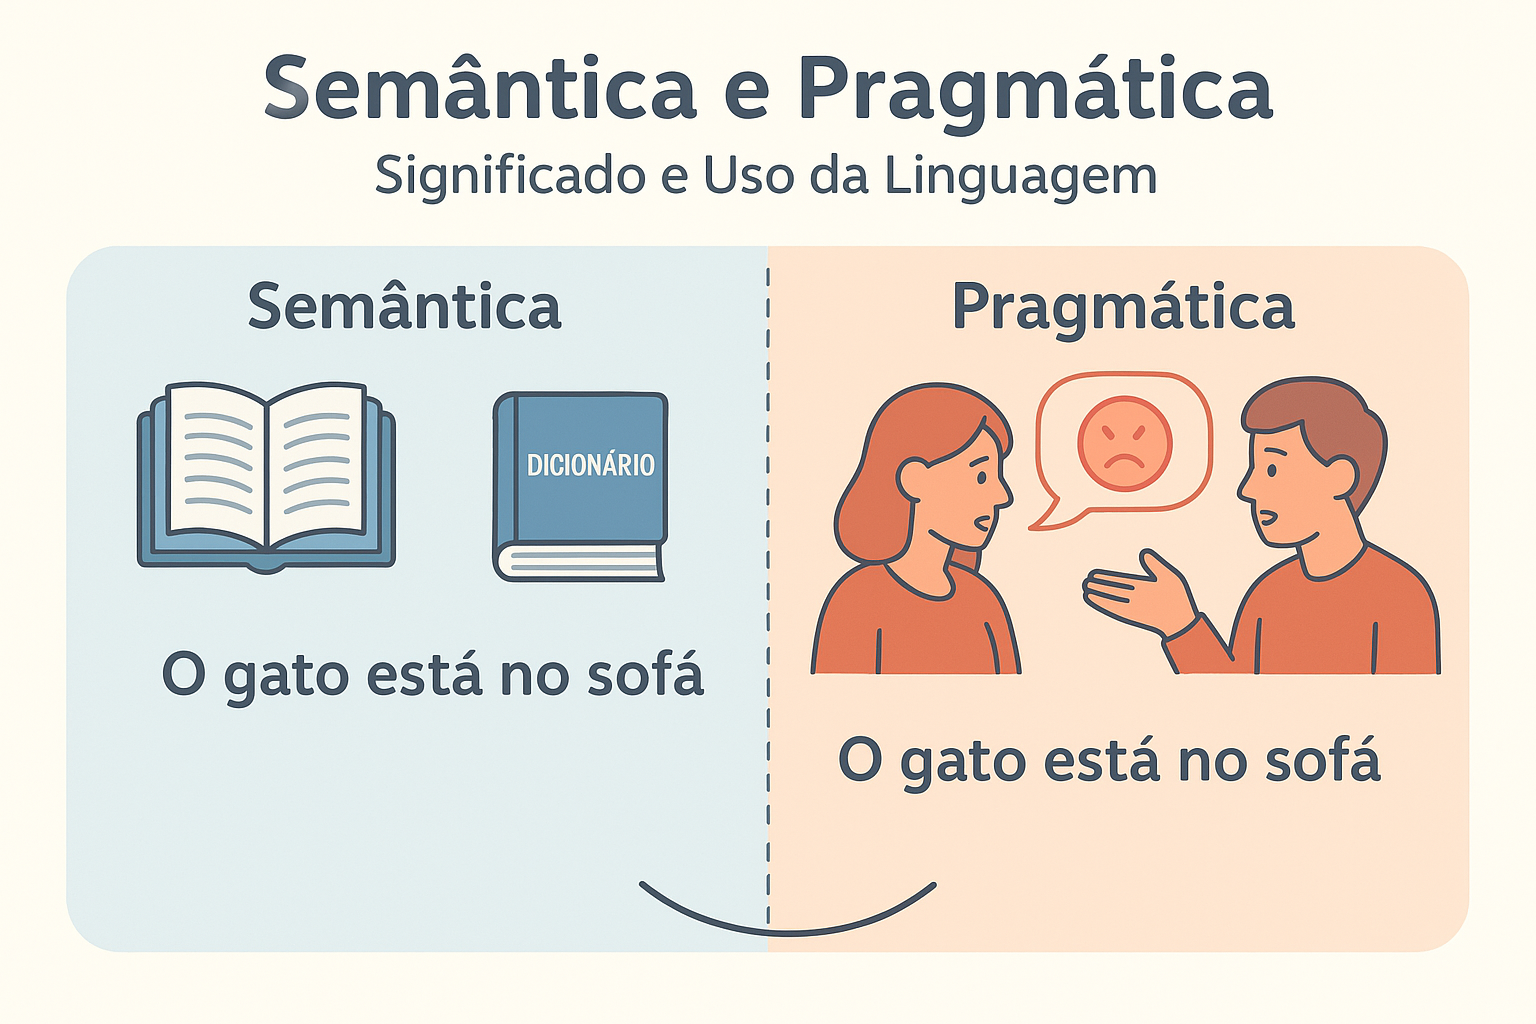 Semântica e Pragmática
Significado e Uso da Linguagem
Semântica
DICIONÁRIO
O gato está no sofá
Pragmática
O gato está no sofá